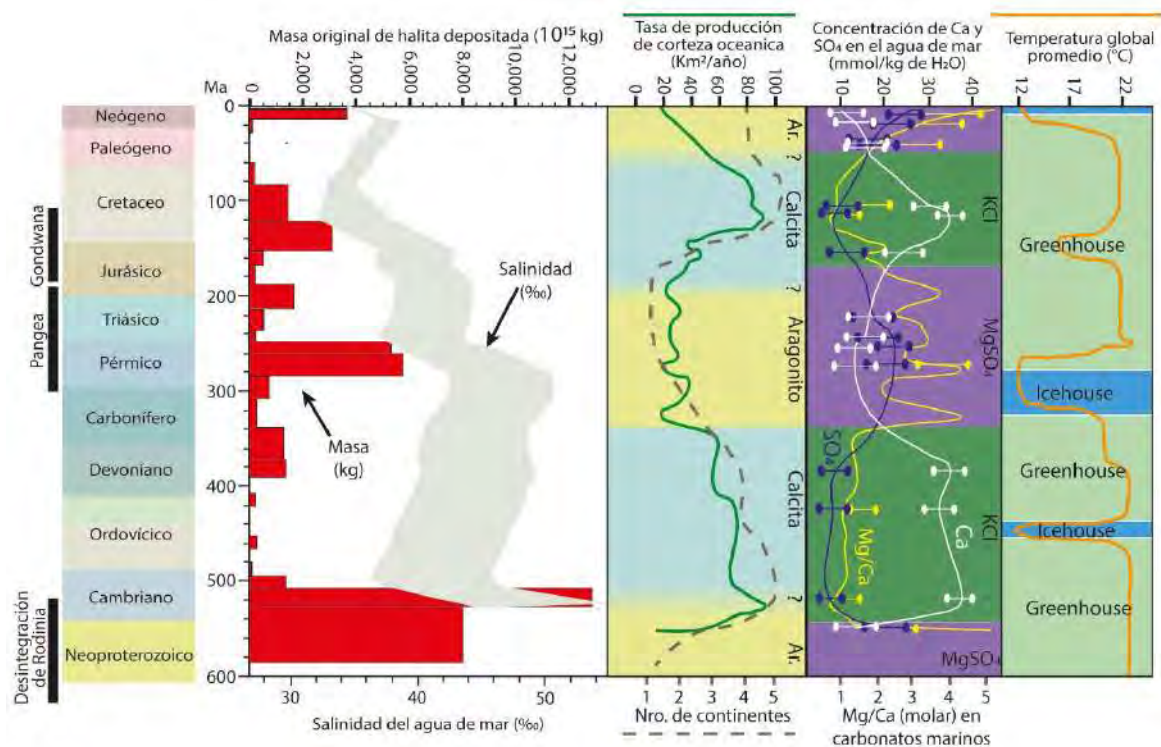 Masa original de halita depositada (10¹⁵ kg)
0 2,000 4,000 6,000 8,000 10,000 12,000
Tasa de producción
de corteza oceanica
(Km²/año)
0 20 40 60 80 100
Concentración de Ca y
SO₄ en el agua de mar
(mmol/kg de H₂O)
10 20 30 40
Temperatura global
promedio (°C)
12 17 22
Ma
0
100
200
300
400
500
600
Neógeno
Paleógeno
Cretaceo
Jurásico
Triásico
Pérmico
Carbonífero
Devoniano
Ordovícico
Cambriano
Neoproterozoico
Gondwana
Pangea
Desintegración
de Rodinia
Salinidad
(‰)
Masa
(kg)
Ar.
?
Calcita
?
Aragonito
Calcita
?
Ar.
KCl
MgSO₄
KCl
MgSO₄
SO₄
Mg/Ca
Ca
Greenhouse
Icehouse
Greenhouse
Icehouse
Greenhouse
30 40 50
Salinidad del agua de mar (‰)
1 2 3 4 5
Nro. de continentes
1 2 3 4 5
Mg/Ca (molar) en
carbonatos marinos